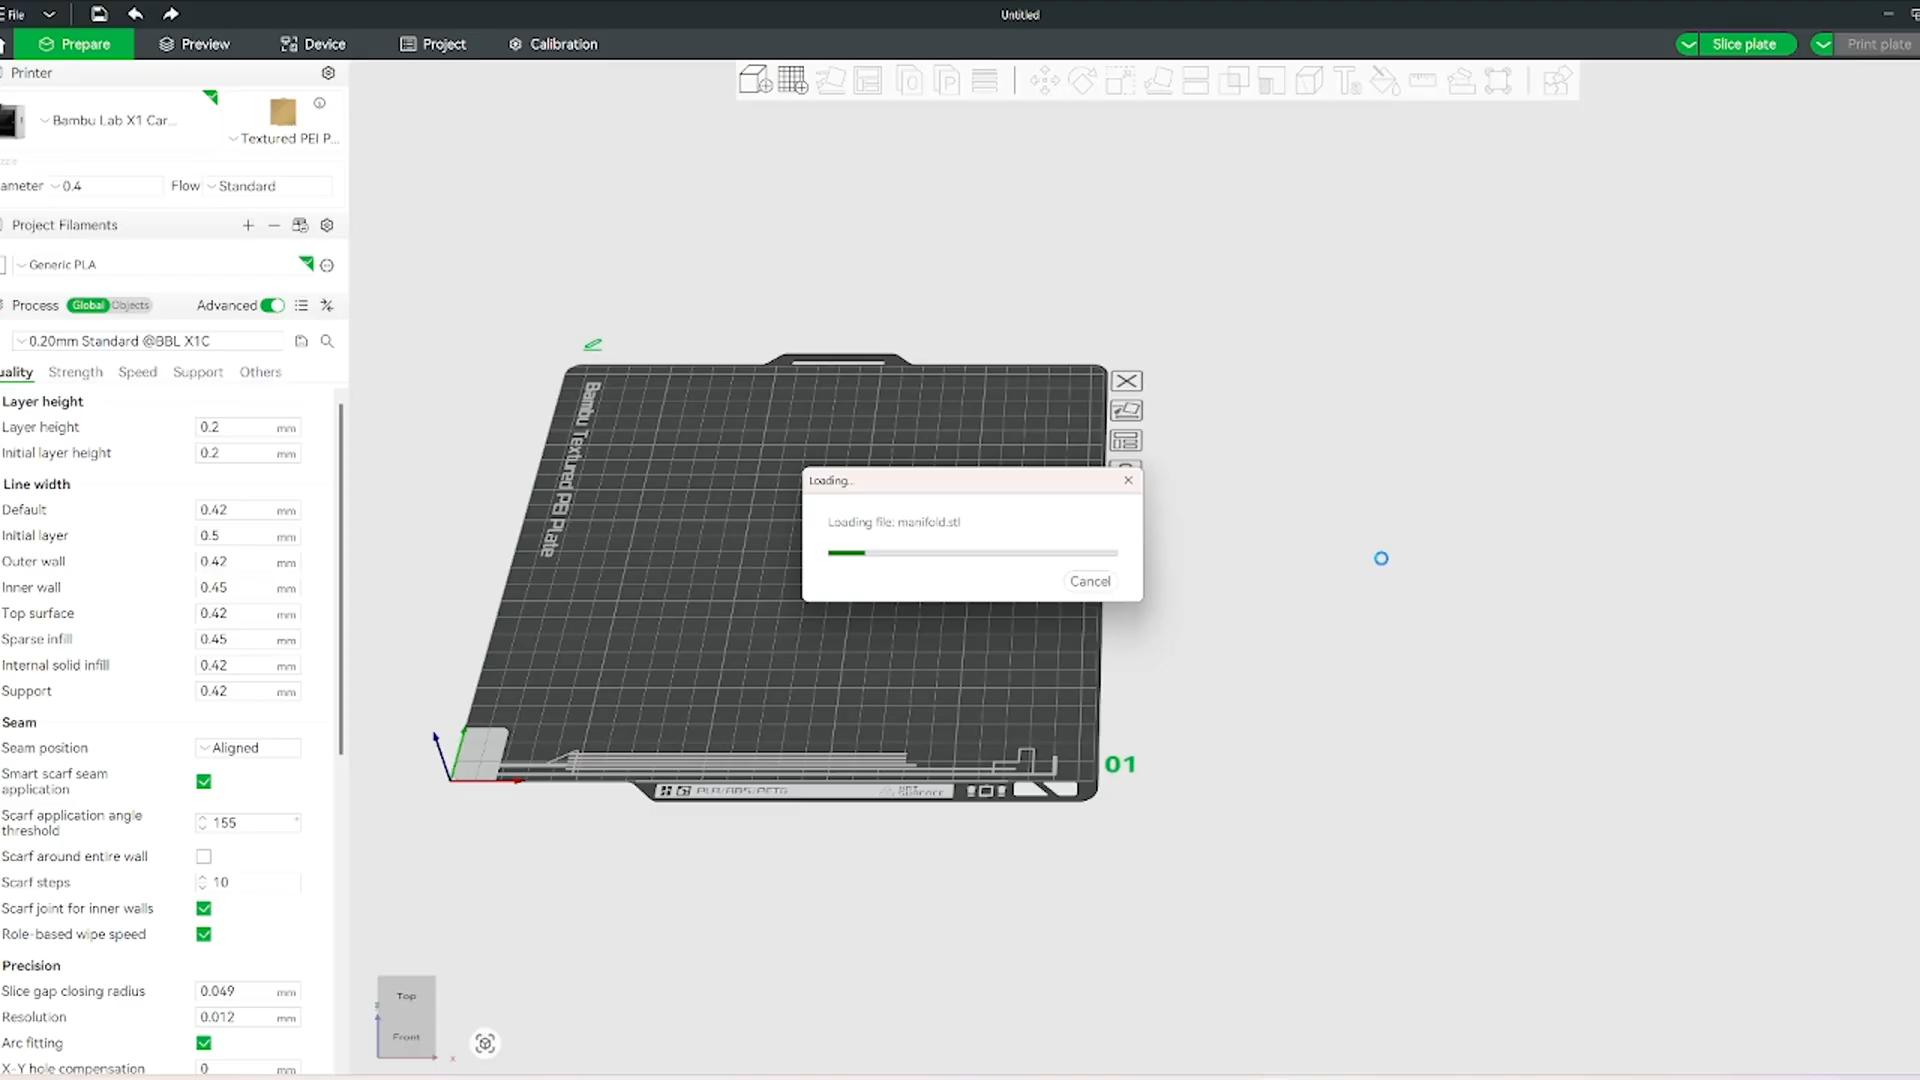 File
Untitled
Prepare
Preview
Device
Project
Calibration
Slice plate
Print plate
Printer
Bambu Lab X1 Car...
Textured PEI P...
ameter 0.4 Flow Standard
Project Filaments
Generic PLA
Process Global Objects Advanced
0.20mm Standard @BBL X1C
uality Strength Speed Support Others
Layer height
Layer height 0.2 mm
Initial layer height 0.2 mm
Line width
Default 0.42 mm
Initial layer 0.5 mm
Outer wall 0.42 mm
Inner wall 0.45 mm
Top surface 0.42 mm
Sparse infill 0.45 mm
Internal solid infill 0.42 mm
Support 0.42 mm
Seam
Seam position Aligned
Smart scarf seam
application
Scarf application angle
threshold 155 °
Scarf around entire wall
Scarf steps 10
Scarf joint for inner walls
Role-based wipe speed
Precision
Slice gap closing radius 0.049 mm
Resolution 0.012 mm
Arc fitting
X-Y hole compensation 0 mm
Bambu Textured PEI Plate
Loading...
Loading file: manifold.stl
Cancel
01
PLA/ABS/PETG
HOT SURFACE
Top
Front
x